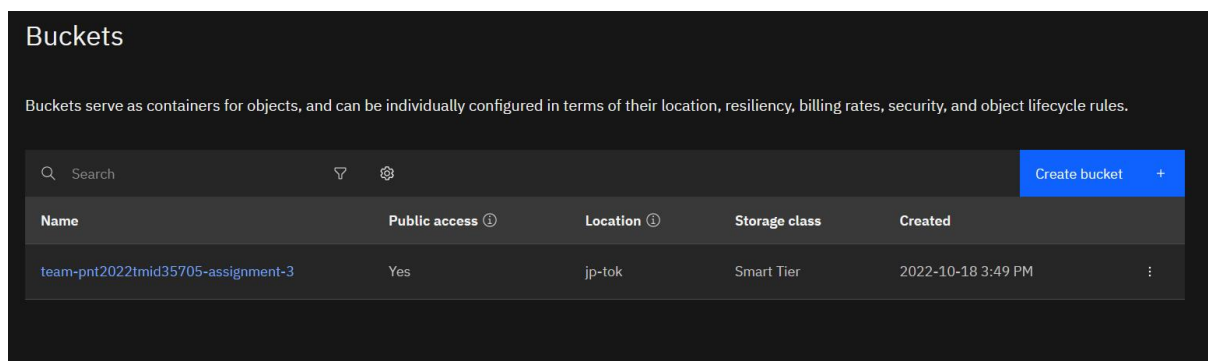 Buckets
Buckets serve as containers for objects, and can be individually configured in terms of their location, resiliency, billing rates, security, and object lifecycle rules.
Search Create bucket +
Name Public access Location Storage class Created
team-pnt2022tmid35705-assignment-3 Yes jp-tok Smart Tier 2022-10-18 3:49 PM